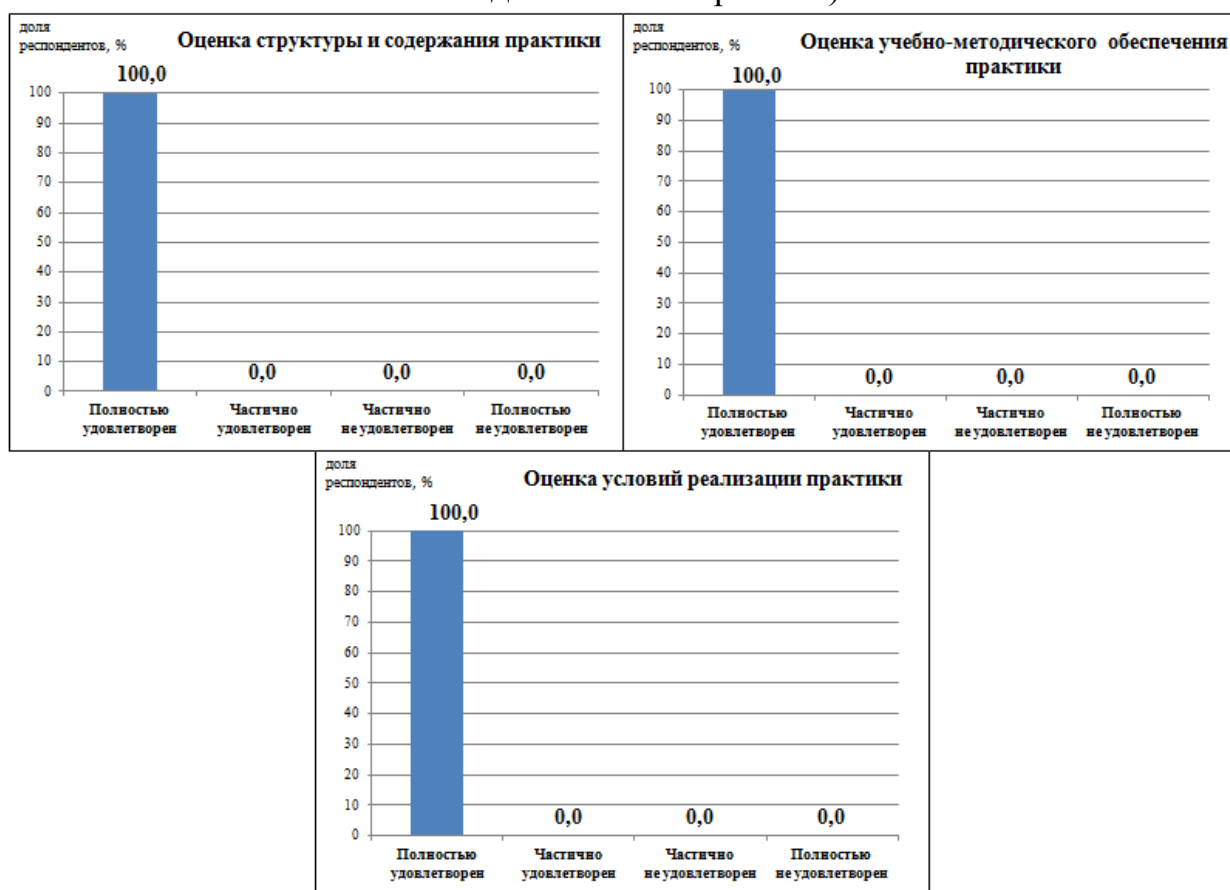 доля
респондентов, %
Оценка структуры и содержания практики
100,0
100
90
80
70
60
50
40
30
20
10
0
0,0 0,0 0,0
Полностью удовлетворен
Частично удовлетворен
Частично не удовлетворен
Полностью не удовлетворен
доля
респондентов, %
Оценка учебно-методического обеспечения
практики
100,0
100
90
80
70
60
50
40
30
20
10
0
0,0 0,0 0,0
Полностью удовлетворен
Частично удовлетворен
Частично не удовлетворен
Полностью не удовлетворен
доля
респондентов, %
Оценка условий реализации практики
100,0
100
90
80
70
60
50
40
30
20
10
0
0,0 0,0 0,0
Полностью удовлетворен
Частично удовлетворен
Частично не удовлетворен
Полностью не удовлетворен